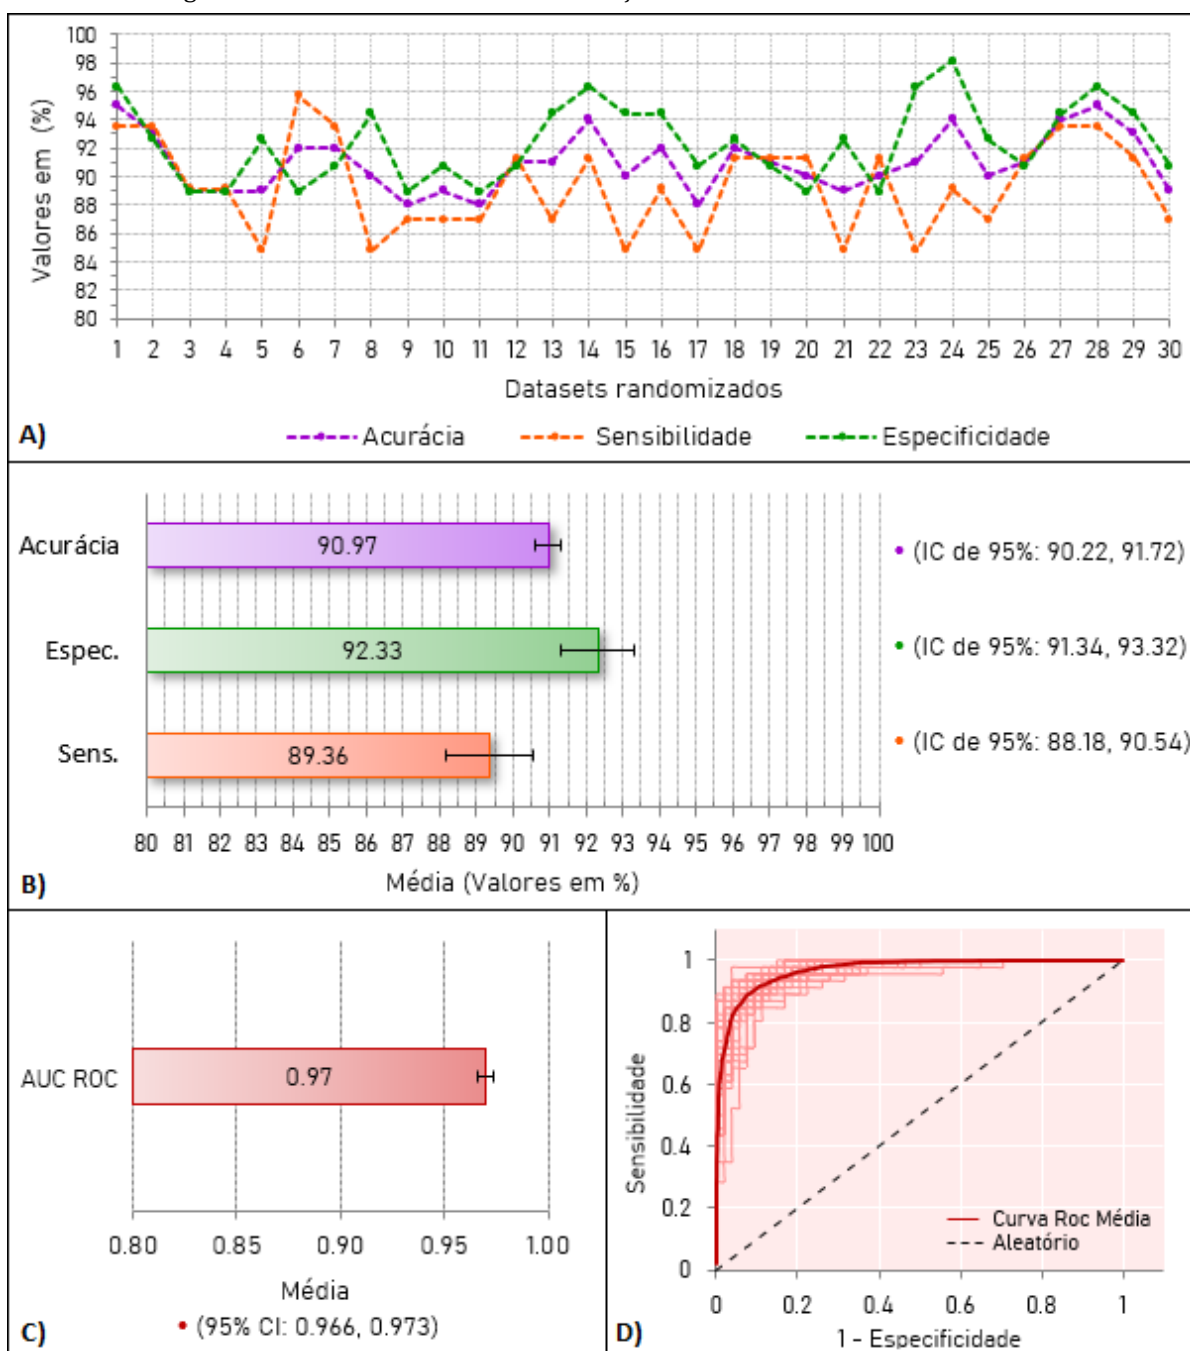 100
98
96
94
92
90
88
86
84
82
80
Valores em (%)
1 2 3 4 5 6 7 8 9 10 11 12 13 14 15 16 17 18 19 20 21 22 23 24 25 26 27 28 29 30
Datasets randomizados
A)
Acurácia Sensibilidade Especificidade
Acurácia 90.97 • (IC de 95%: 90.22, 91.72)
Espec. 92.33 • (IC de 95%: 91.34, 93.32)
Sens. 89.36 • (IC de 95%: 88.18, 90.54)
80 81 82 83 84 85 86 87 88 89 90 91 92 93 94 95 96 97 98 99 100
B) Média (Valores em %)
AUC ROC 0.97
0.80 0.85 0.90 0.95 1.00
Média
C) • (95% CI: 0.966, 0.973)
1
0.8
0.6
0.4
0.2
0
Sensibilidade
Curva Roc Média
Aleatório
0 0.2 0.4 0.6 0.8 1
D) 1 - Especificidade